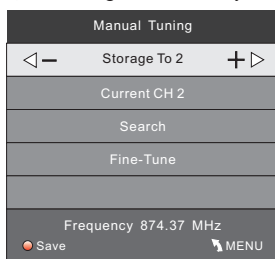 Manual Tuning
Storage To 2
Current CH 2
Search
Fine-Tune
Frequency 874.37 MHz
Save MENU